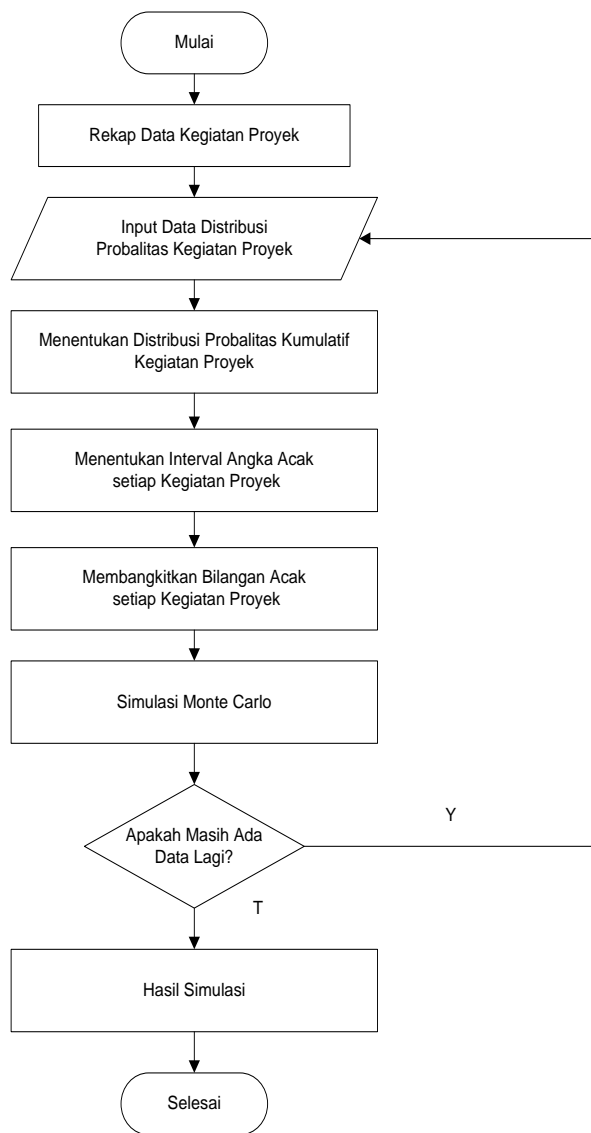 Mulai
Rekap Data Kegiatan Proyek
Input Data Distribusi
Probalitas Kegiatan Proyek
Menentukan Distribusi Probalitas Kumulatif
Kegiatan Proyek
Menentukan Interval Angka Acak
setiap Kegiatan Proyek
Membangkitkan Bilangan Acak
setiap Kegiatan Proyek
Simulasi Monte Carlo
Apakah Masih Ada
Data Lagi?
Y
T
Hasil Simulasi
Selesai